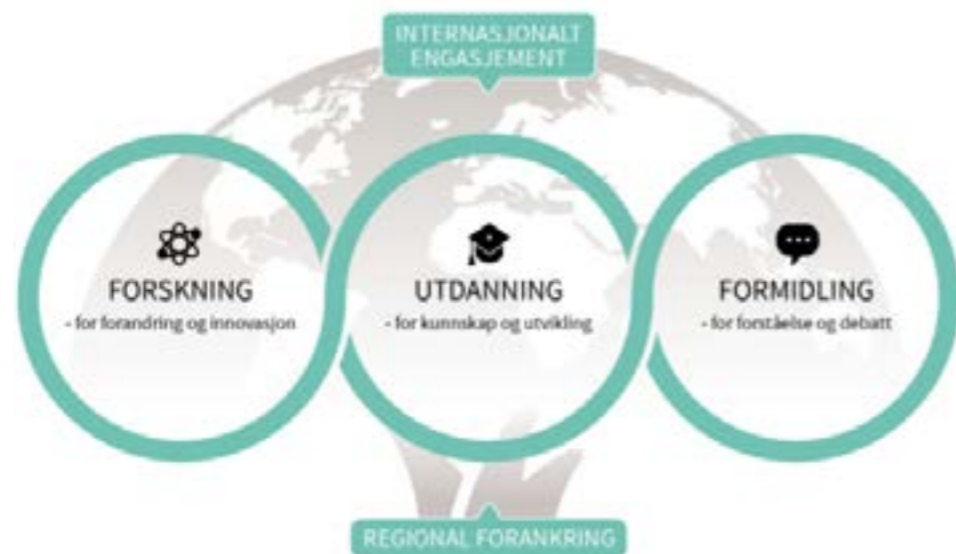 INTERNASJONALT
ENGASJEMENT
FORSKNING
- for forandring og innovasjon
UTDANNING
- for kunnskap og utvikling
FORMIDLING
- for forståelse og debatt
REGIONAL FORANKRING